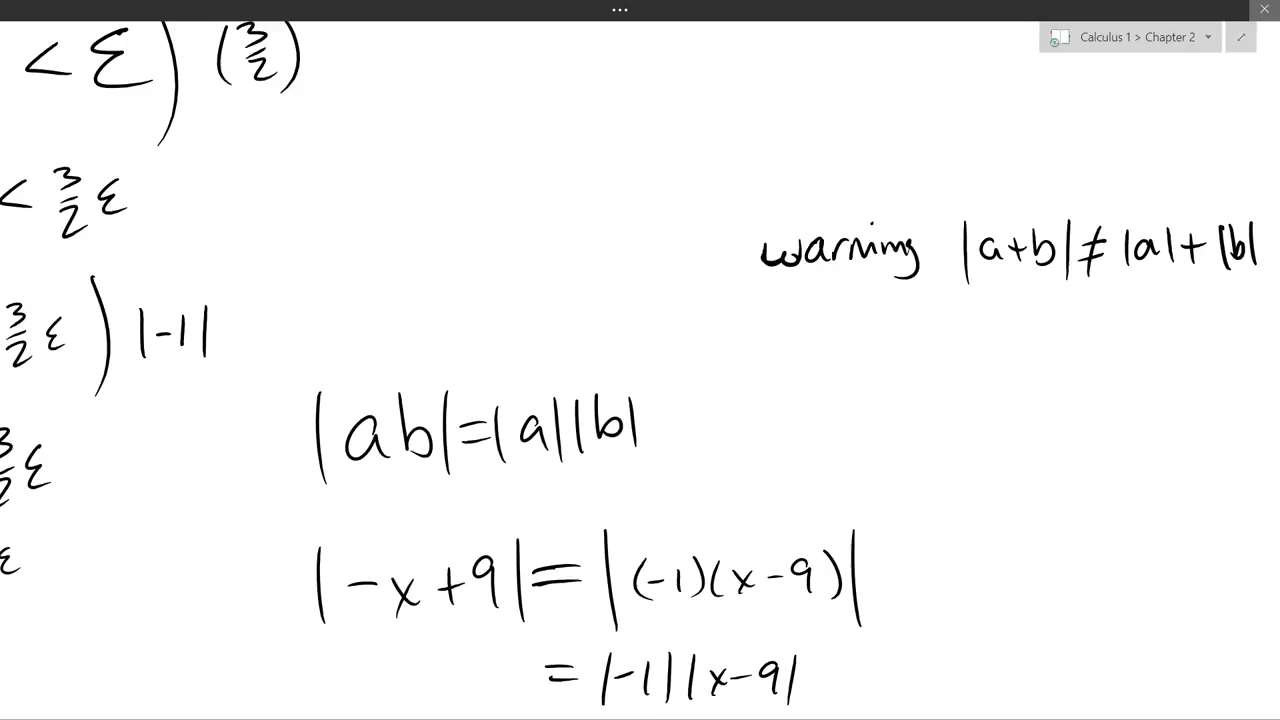 Calculus 1 > Chapter 2
< ε) (3/2)
< 3/2 ε
warning |a+b| ≠ |a| + |b|
3/2 ε) |-1|
|ab| = |a||b|
3/2 ε
ε
|-x+9| = |(-1)(x-9)|
= |-1||x-9|